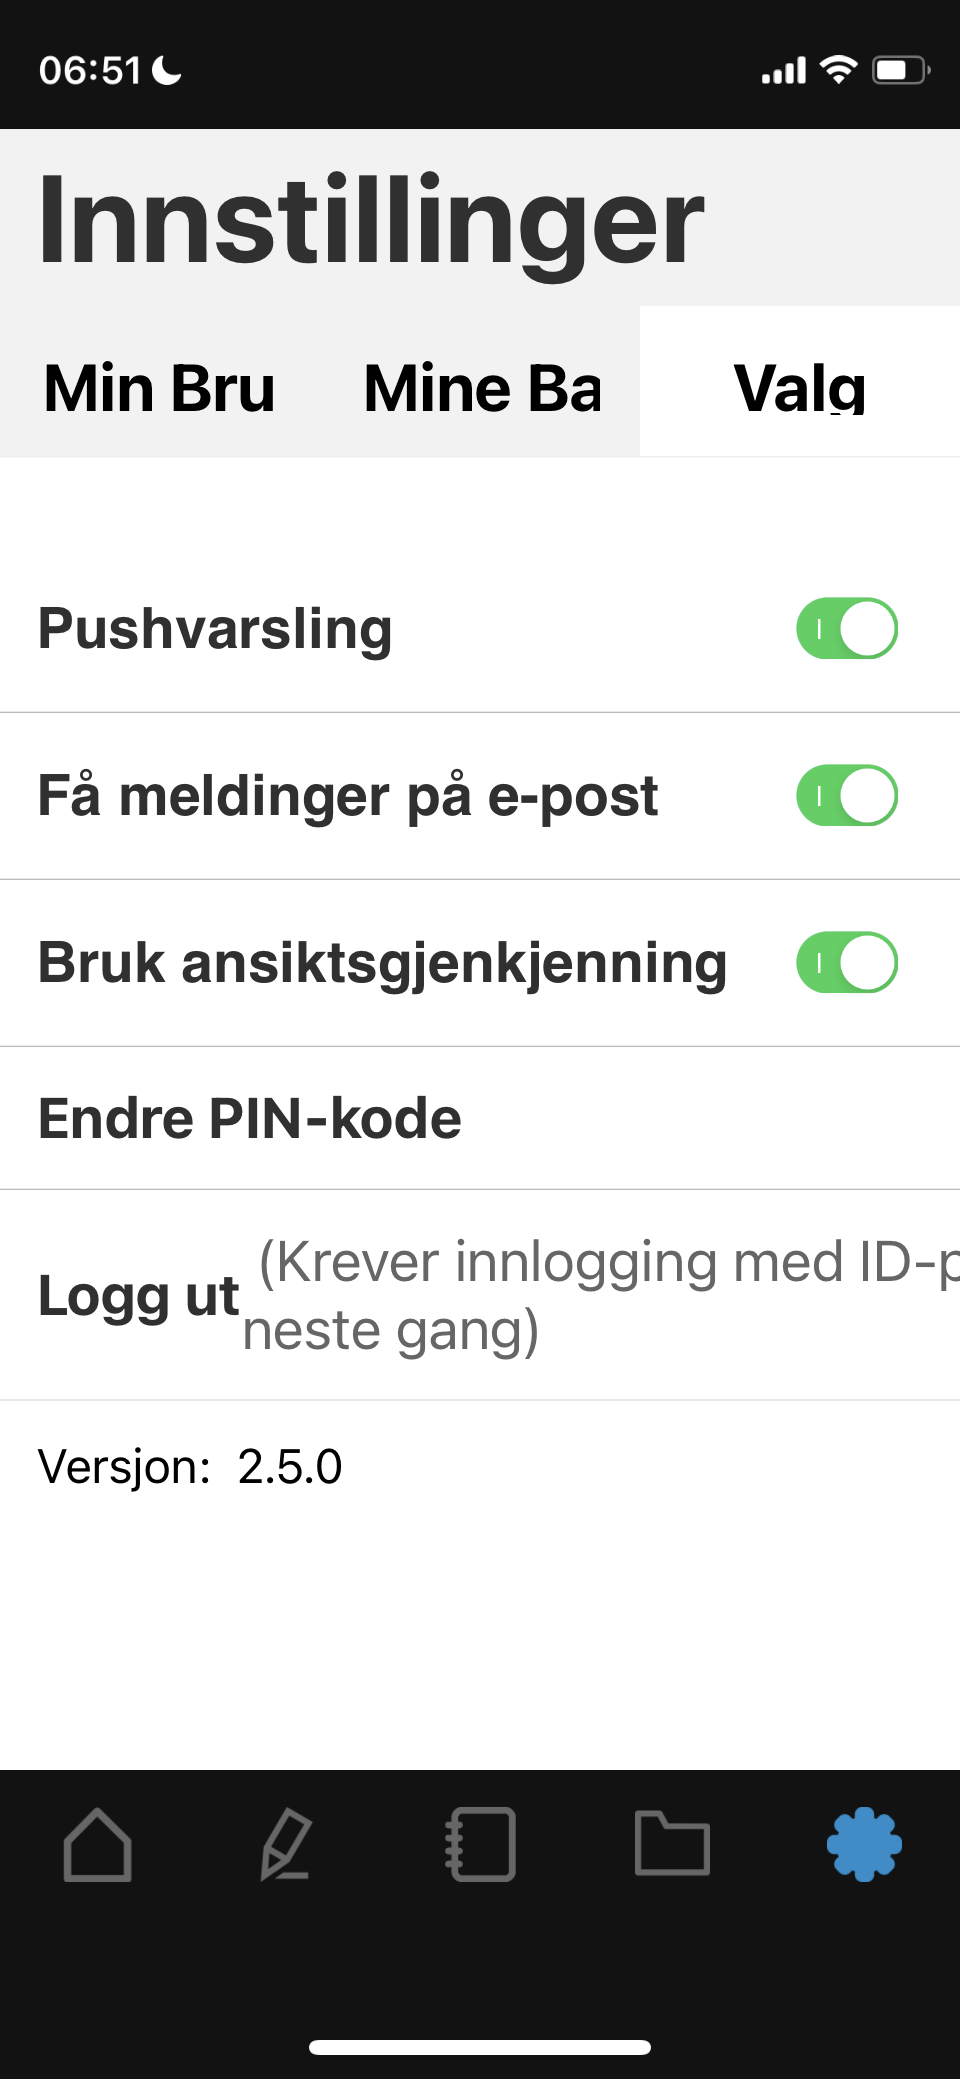 06:51
Innstillinger
Min Bru
Mine Ba
Valg
Pushvarsling
Få meldinger på e-post
Bruk ansiktsgjenkjenning
Endre PIN-kode
Logg ut (Krever innlogging med ID-p
neste gang)
Versjon: 2.5.0